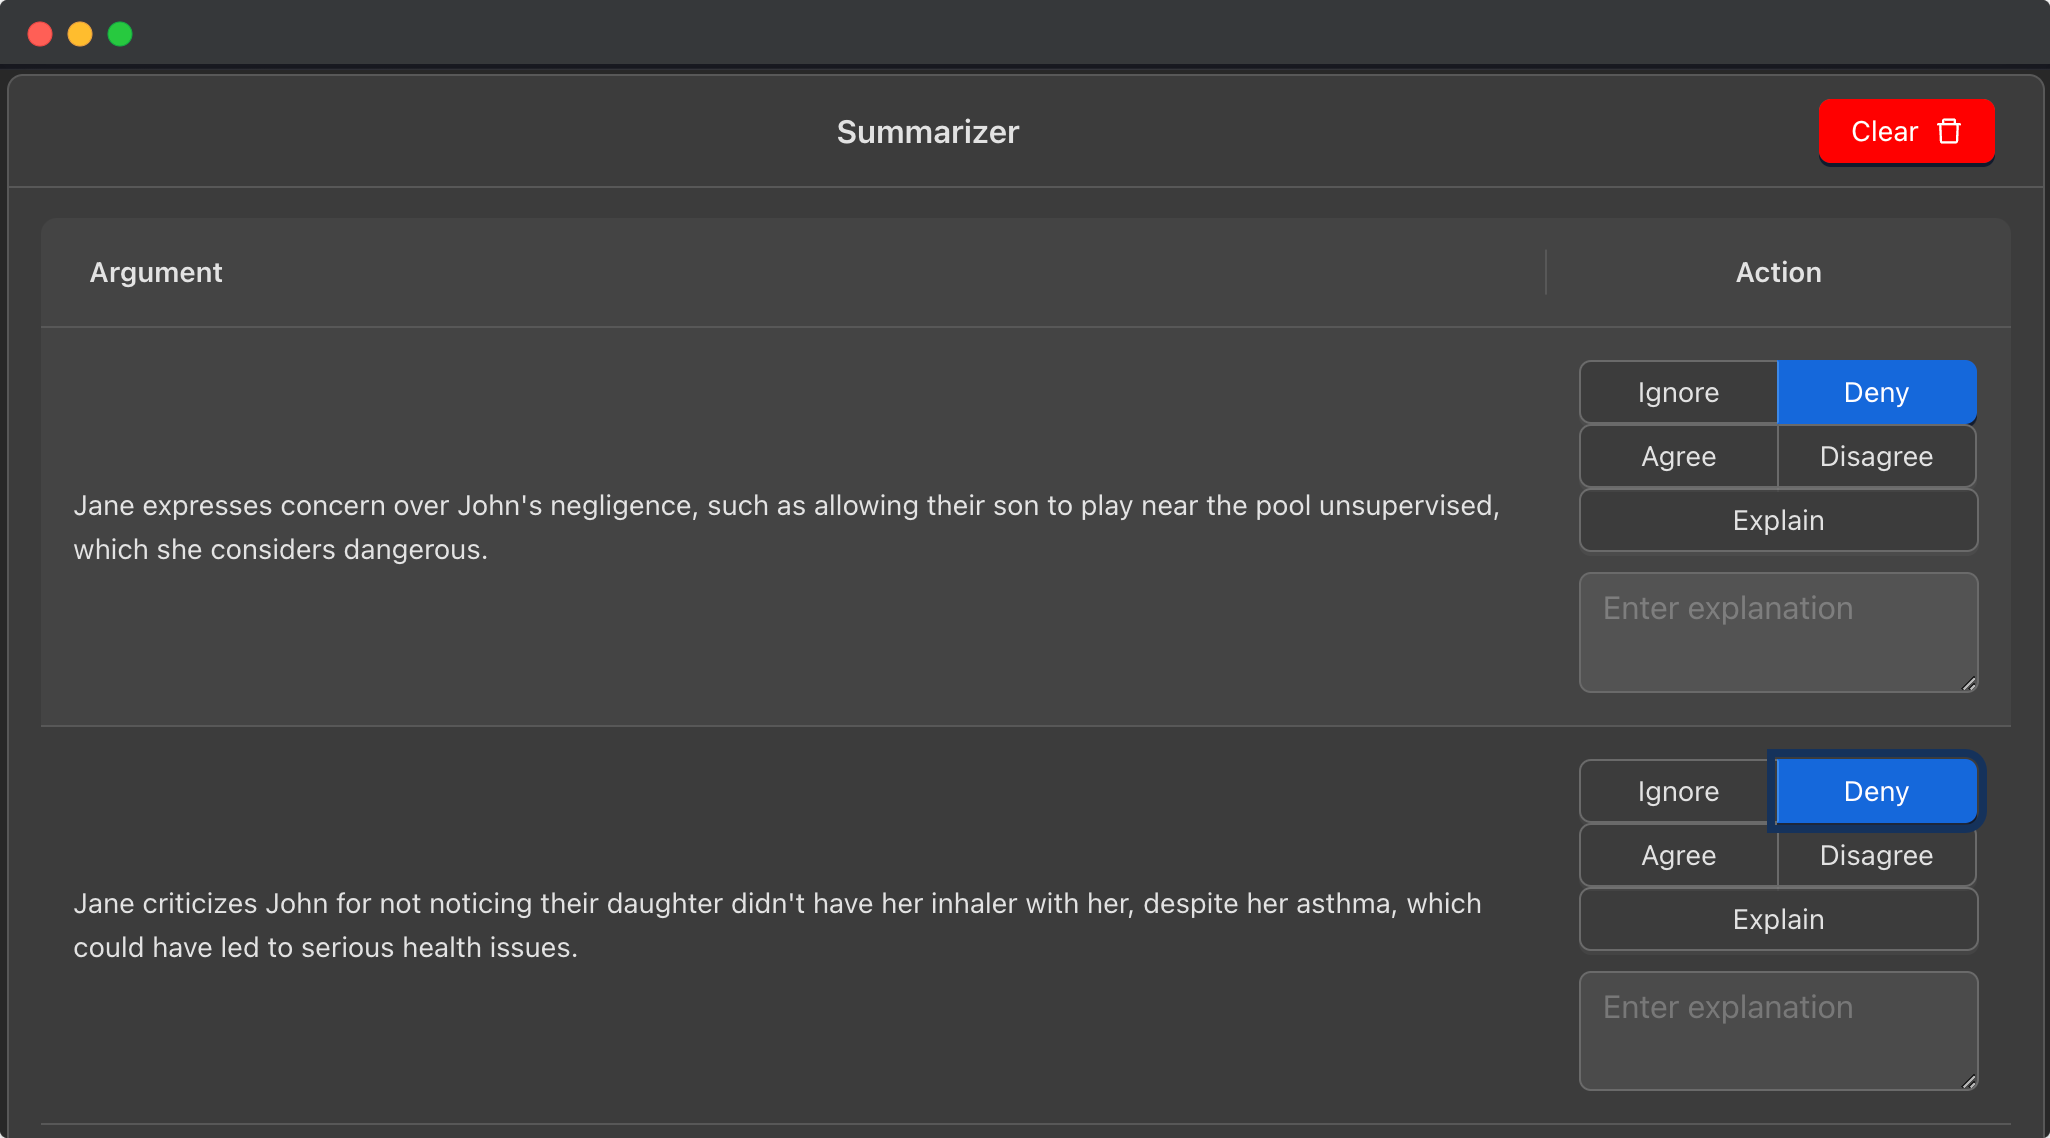 Summarizer
Clear
Argument
Action
Ignore
Deny
Agree
Disagree
Explain
Jane expresses concern over John's negligence, such as allowing their son to play near the pool unsupervised,
which she considers dangerous.
Enter explanation
Ignore
Deny
Agree
Disagree
Explain
Jane criticizes John for not noticing their daughter didn't have her inhaler with her, despite her asthma, which
could have led to serious health issues.
Enter explanation